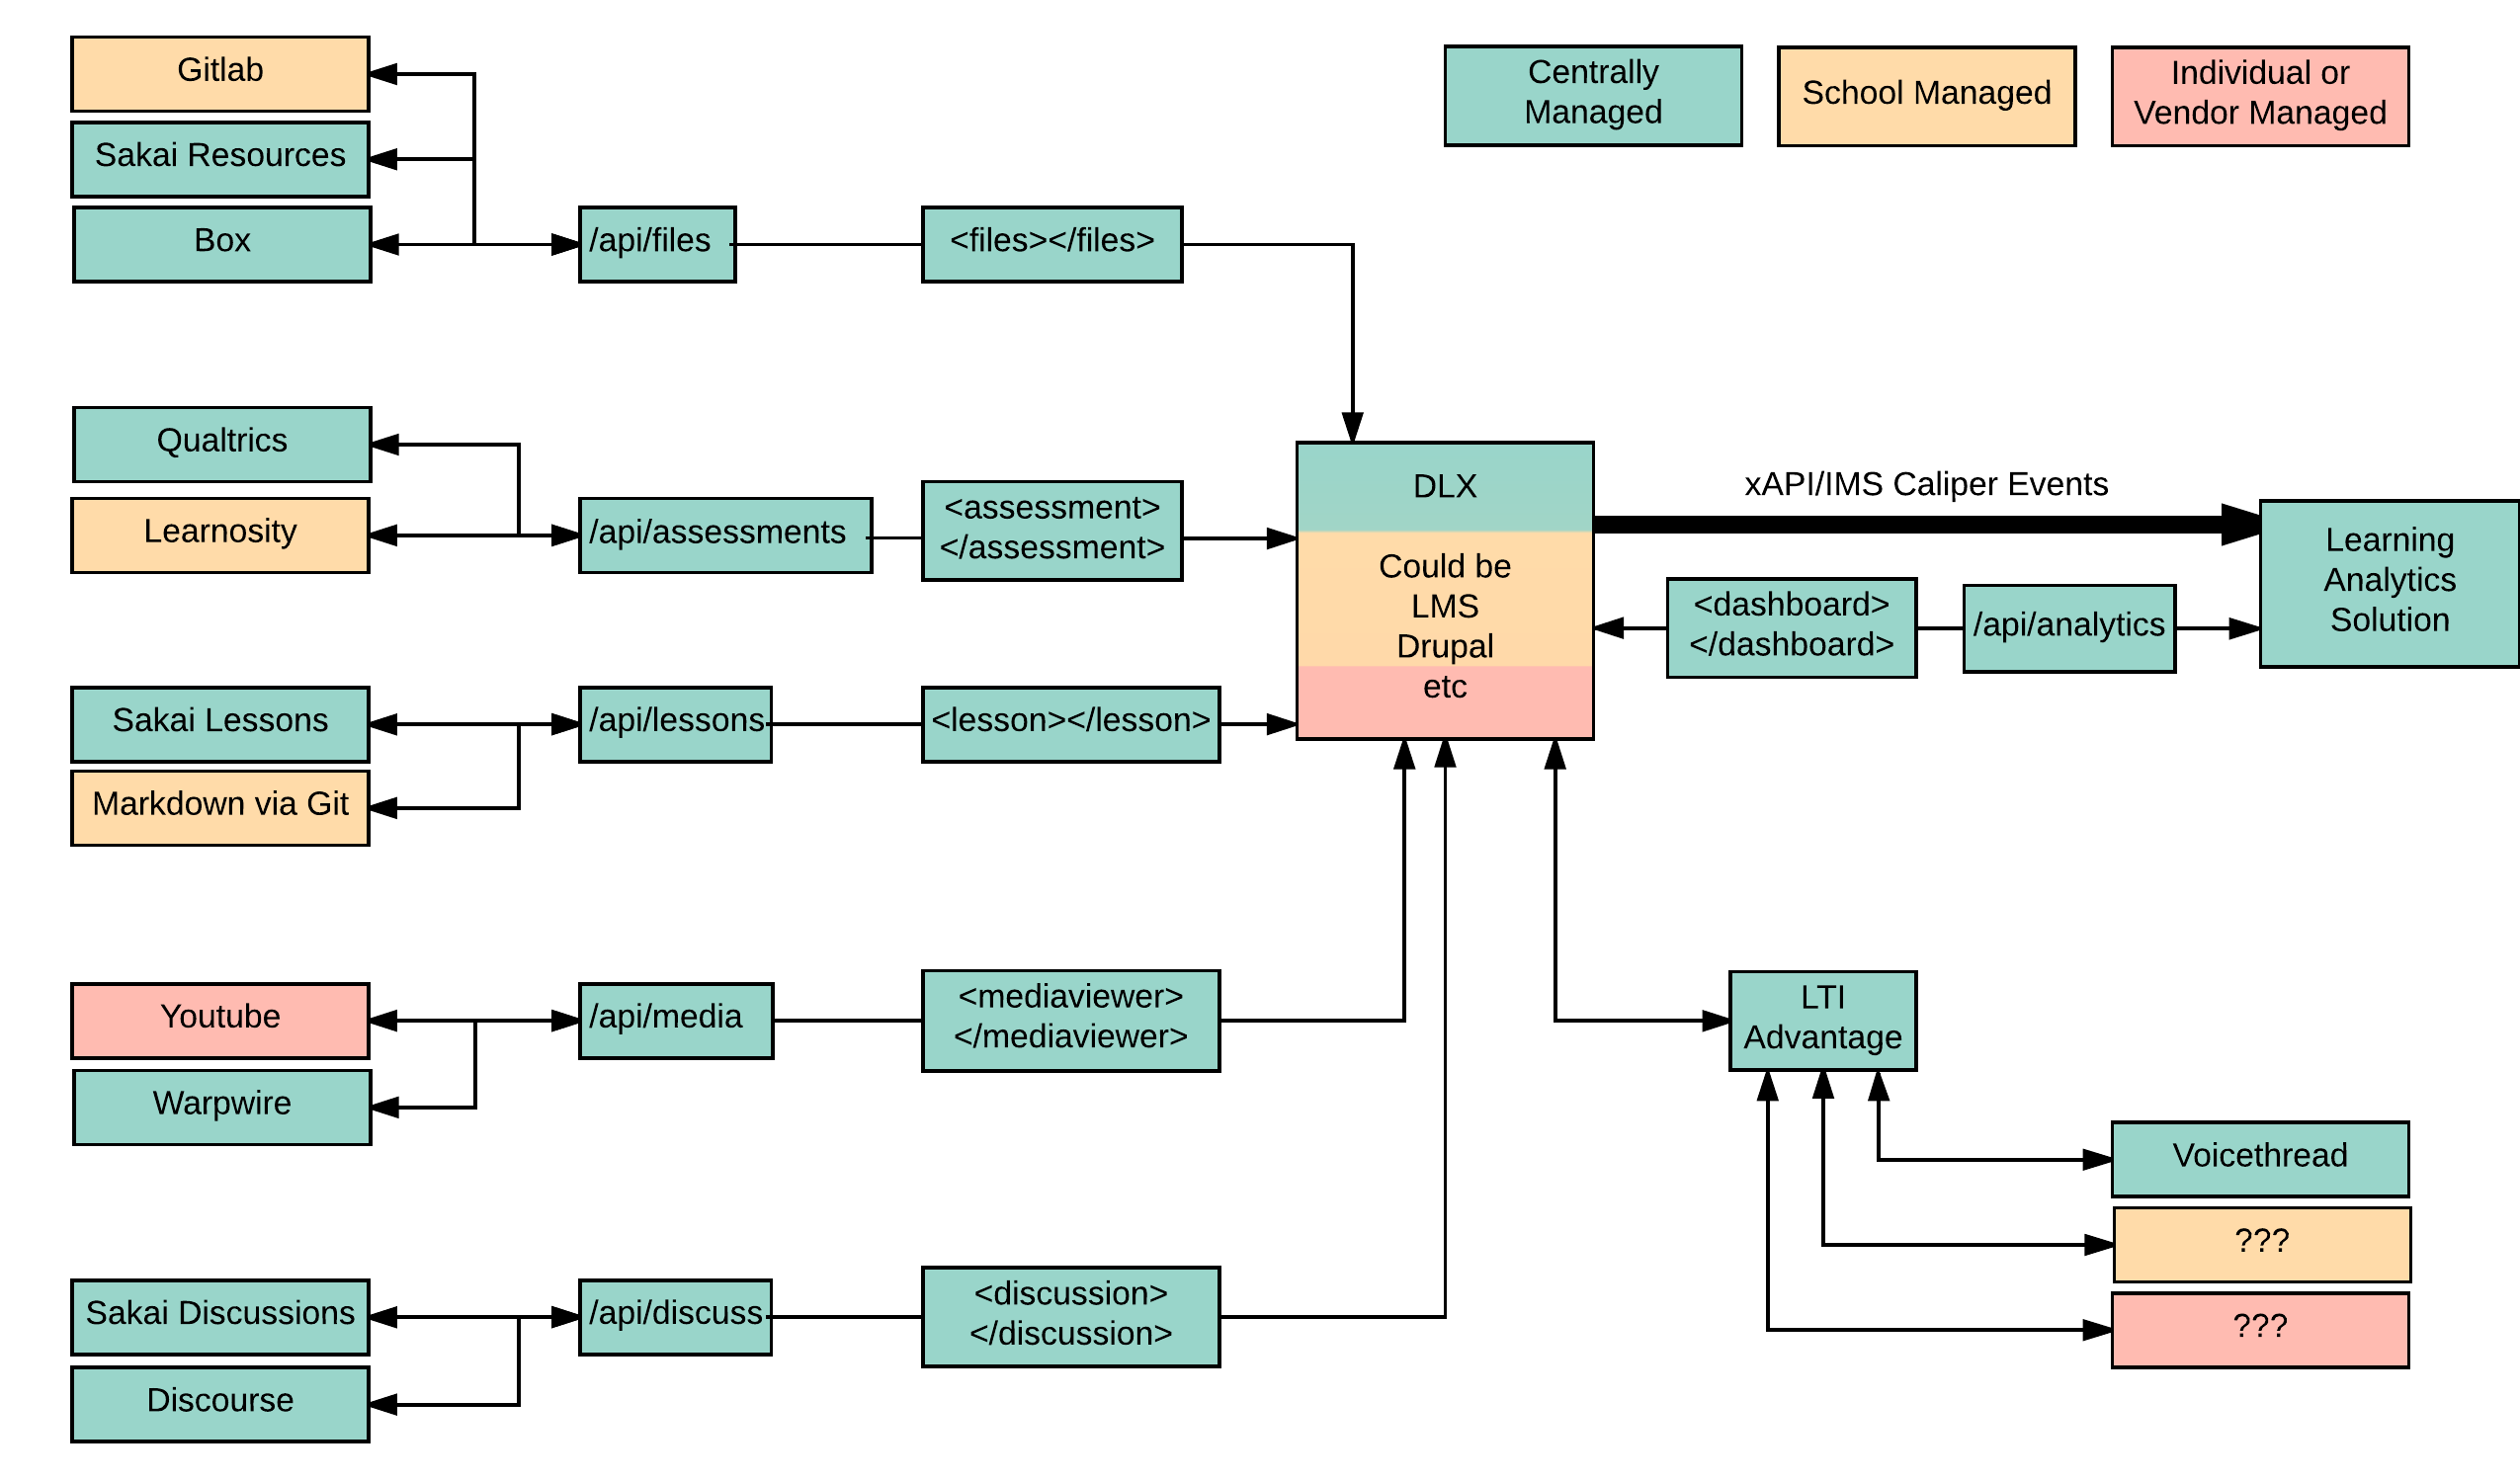 Gitlab
Sakai Resources
Box
/api/files
<files></files>
Centrally
Managed
School Managed
Individual or
Vendor Managed
Qualtrics
Learnosity
/api/assessments
<assessment>
</assessment>
DLX
Could be
LMS
Drupal
etc
xAPI/IMS Caliper Events
<dashboard>
</dashboard>
/api/analytics
Learning
Analytics
Solution
Sakai Lessons
Markdown via Git
/api/lessons
<lesson></lesson>
Youtube
Warpwire
/api/media
<mediaviewer>
</mediaviewer>
LTI
Advantage
Voicethread
???
???
Sakai Discussions
Discourse
/api/discuss
<discussion>
</discussion>